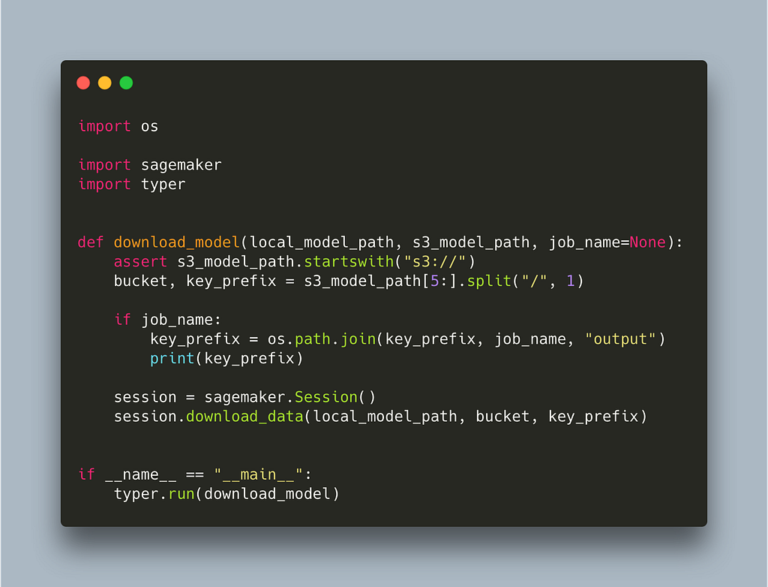 import os

import sagemaker
import typer


def download_model(local_model_path, s3_model_path, job_name=None):
    assert s3_model_path.startswith("s3://")
    bucket, key_prefix = s3_model_path[5:].split("/", 1)

    if job_name:
        key_prefix = os.path.join(key_prefix, job_name, "output")
        print(key_prefix)

    session = sagemaker.Session()
    session.download_data(local_model_path, bucket, key_prefix)


if __name__ == "__main__":
    typer.run(download_model)